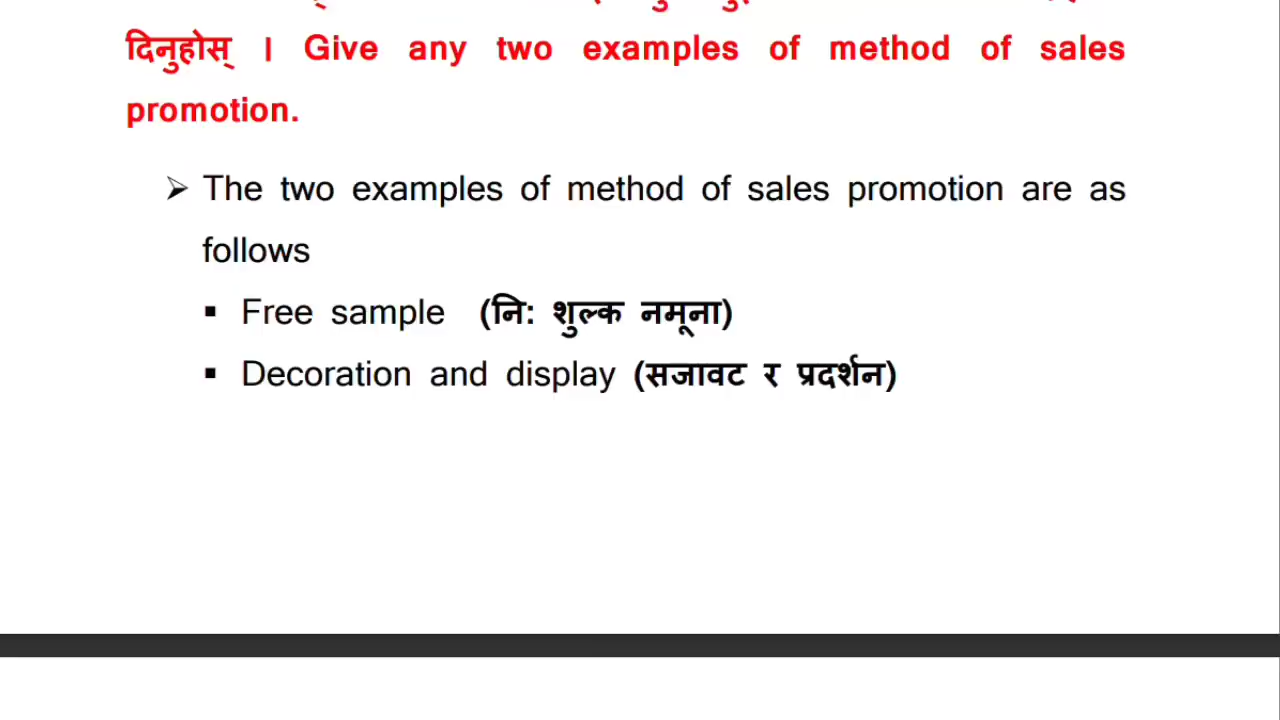 दिनुहोस् । Give any two examples of method of sales
promotion.
➢ The two examples of method of sales promotion are as
follows
▪ Free sample (नि: शुल्क नमूना)
▪ Decoration and display (सजावट र प्रदर्शन)